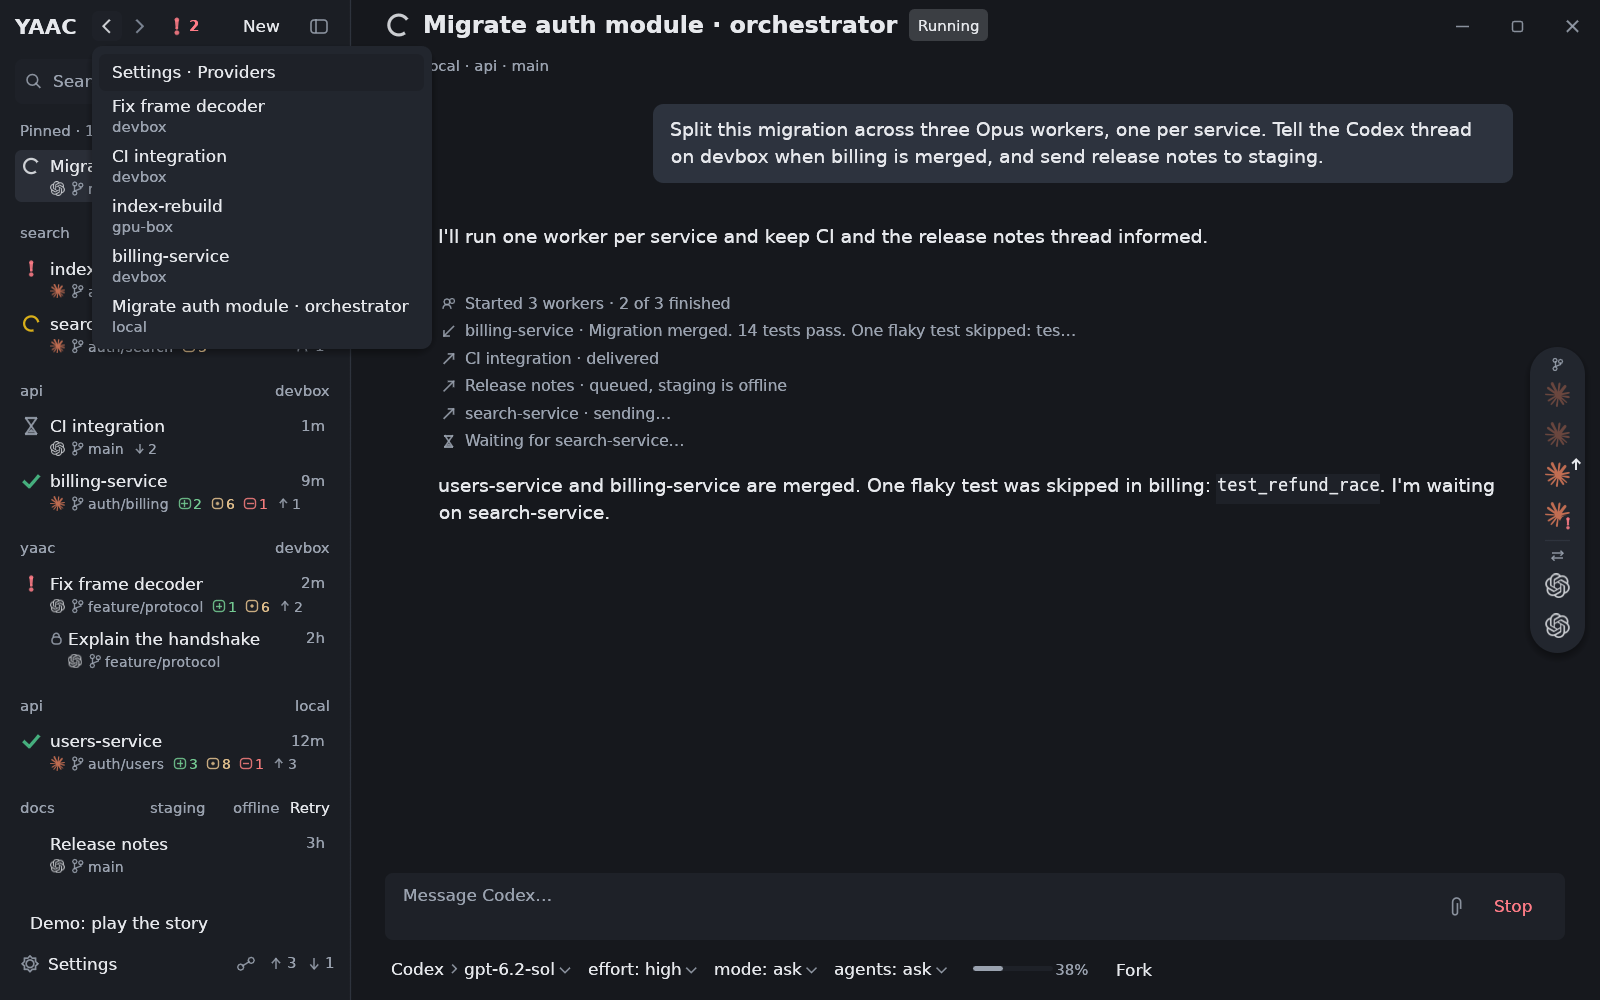 YAAC
2
New
Sear
Pinned · 1
Migra
search
index
searc
auth/search
Settings · Providers
Fix frame decoder
devbox
CI integration
devbox
index-rebuild
gpu-box
billing-service
devbox
Migrate auth module · orchestrator
local
api devbox
CI integration 1m
main 2
billing-service 9m
auth/billing 2 6 1 1
yaac devbox
Fix frame decoder 2m
feature/protocol 1 6 2
Explain the handshake 2h
feature/protocol
api local
users-service 12m
auth/users 3 8 1 3
docs staging offline Retry
Release notes 3h
main
Demo: play the story
Settings 3 1
Migrate auth module · orchestrator Running
ocal · api · main
Split this migration across three Opus workers, one per service. Tell the Codex thread
on devbox when billing is merged, and send release notes to staging.
I'll run one worker per service and keep CI and the release notes thread informed.
Started 3 workers · 2 of 3 finished
billing-service · Migration merged. 14 tests pass. One flaky test skipped: tes…
CI integration · delivered
Release notes · queued, staging is offline
search-service · sending…
Waiting for search-service…
users-service and billing-service are merged. One flaky test was skipped in billing: test_refund_race. I'm waiting
on search-service.
Message Codex…
Stop
Codex gpt-6.2-sol effort: high mode: ask agents: ask 38% Fork